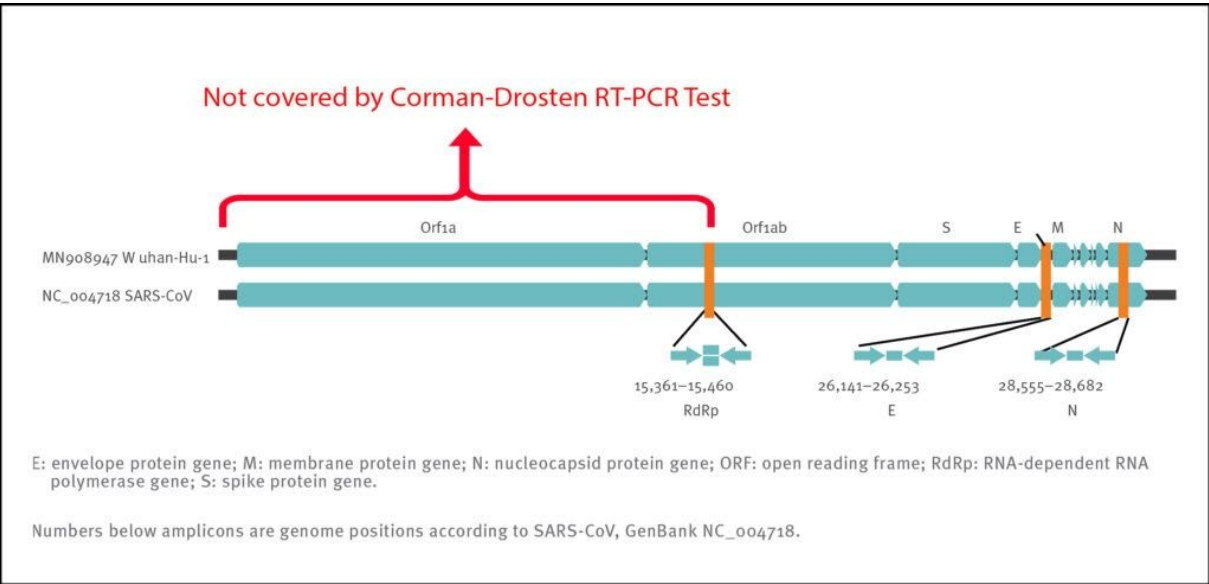 Not covered by Corman-Drosten RT-PCR Test
Orf1a Orf1ab S E M N
MN908947 W uhan-Hu-1
NC_004718 SARS-CoV
15,361–15,460 26,141–26,253 28,555–28,682
RdRp E N
E: envelope protein gene; M: membrane protein gene; N: nucleocapsid protein gene; ORF: open reading frame; RdRp: RNA-dependent RNA
polymerase gene; S: spike protein gene.
Numbers below amplicons are genome positions according to SARS-CoV, GenBank NC_004718.